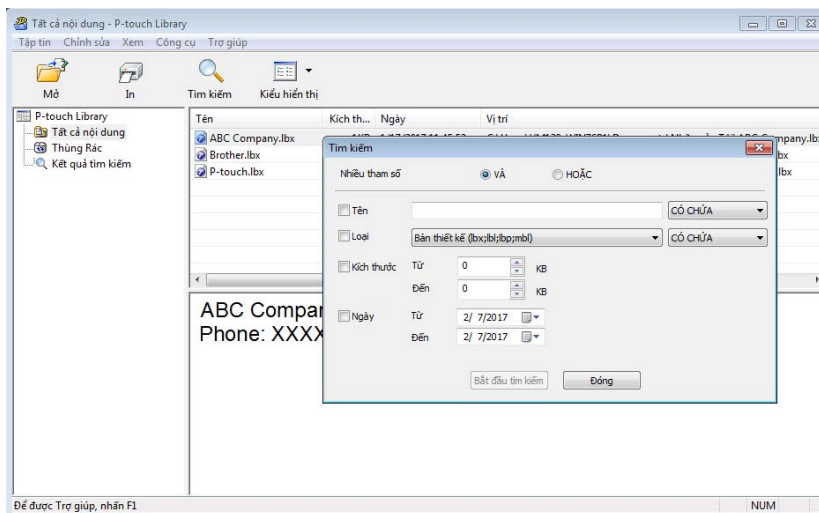 Tất cả nội dung - P-touch Library
Tập tin Chỉnh sửa Xem Công cụ Trợ giúp
Mở In Tìm kiếm Kiểu hiển thị
P-touch Library
Tất cả nội dung
Thùng Rác
Kết quả tìm kiếm
Tên Kích th... Ngày Vị trí
ABC Company.lbx
Brother.lbx
P-touch.lbx
Tìm kiếm
Nhiều tham số VÀ HOẶC
Tên CÓ CHỨA
Loại Bản thiết kế (lbx;lbl;lbp;mbl) CÓ CHỨA
Kích thước Từ 0 KB
Đến 0 KB
Ngày Từ 2/ 7/2017
Đến 2/ 7/2017
Bắt đầu tìm kiếm Đóng
ABC Compa
Phone: XXX
Để được Trợ giúp, nhấn F1 NUM